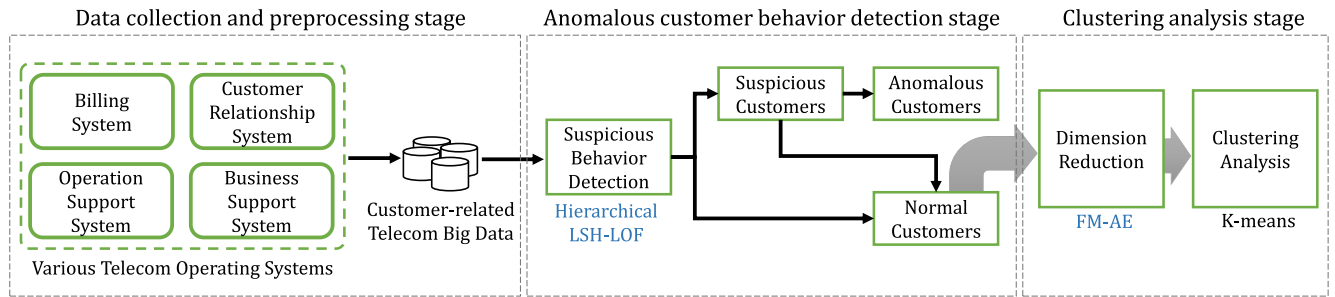 Data collection and preprocessing stage
Billing
System
Customer
Relationship
System
Operation
Support
System
Business
Support
System
Various Telecom Operating Systems
Customer-related
Telecom Big Data
Anomalous customer behavior detection stage
Suspicious
Behavior
Detection
Hierarchical
LSH-LOF
Suspicious
Customers
Anomalous
Customers
Normal
Customers
Clustering analysis stage
Dimension
Reduction
FM-AE
Clustering
Analysis
K-means